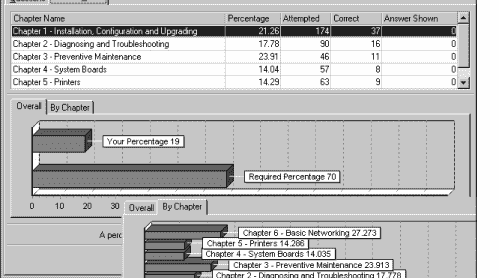 Chapter Name Percentage Attempted Correct Answer Shown
Chapter 1 - Installation, Configuration and Upgrading 21.26 174 37 0
Chapter 2 - Diagnosing and Troubleshooting 17.78 90 16 0
Chapter 3 - Preventive Maintenance 23.91 46 11 0
Chapter 4 - System Boards 14.04 57 8 0
Chapter 5 - Printers 14.29 63 9 0
Overall By Chapter
Your Percentage 19
Required Percentage 70
0 10 20 30
Overall By Chapter
A perc
Chapter 6 - Basic Networking 27.273
Chapter 5 - Printers 14.286
Chapter 4 - System Boards 14.035
Chapter 3 - Preventive Maintenance 23.913
Chapter 2 - Diagnosing and Troubleshooting 17.778